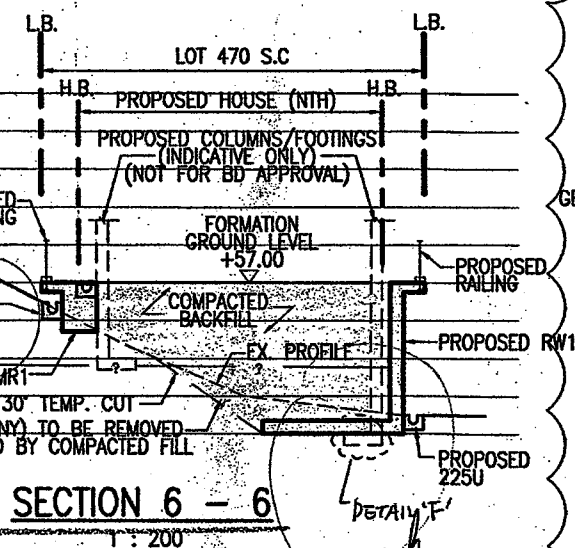 L.B.
L.B.
LOT 470 S.C
H.B.
H.B.
PROPOSED HOUSE (NTH)
PROPOSED COLUMNS/FOOTINGS
(INDICATIVE ONLY)
(NOT FOR BD APPROVAL)
FORMATION
GROUND LEVEL
+57.00
PROPOSED
RAILING
COMPACTED
BACKFILL
PROPOSED RW1
EX. PROFILE
?
?
MR1
30° TEMP. CUT
NY) TO BE REMOVED
D BY COMPACTED FILL
PROPOSED
225U
SECTION 6 - 6
1 : 200
DETAIL 'F'